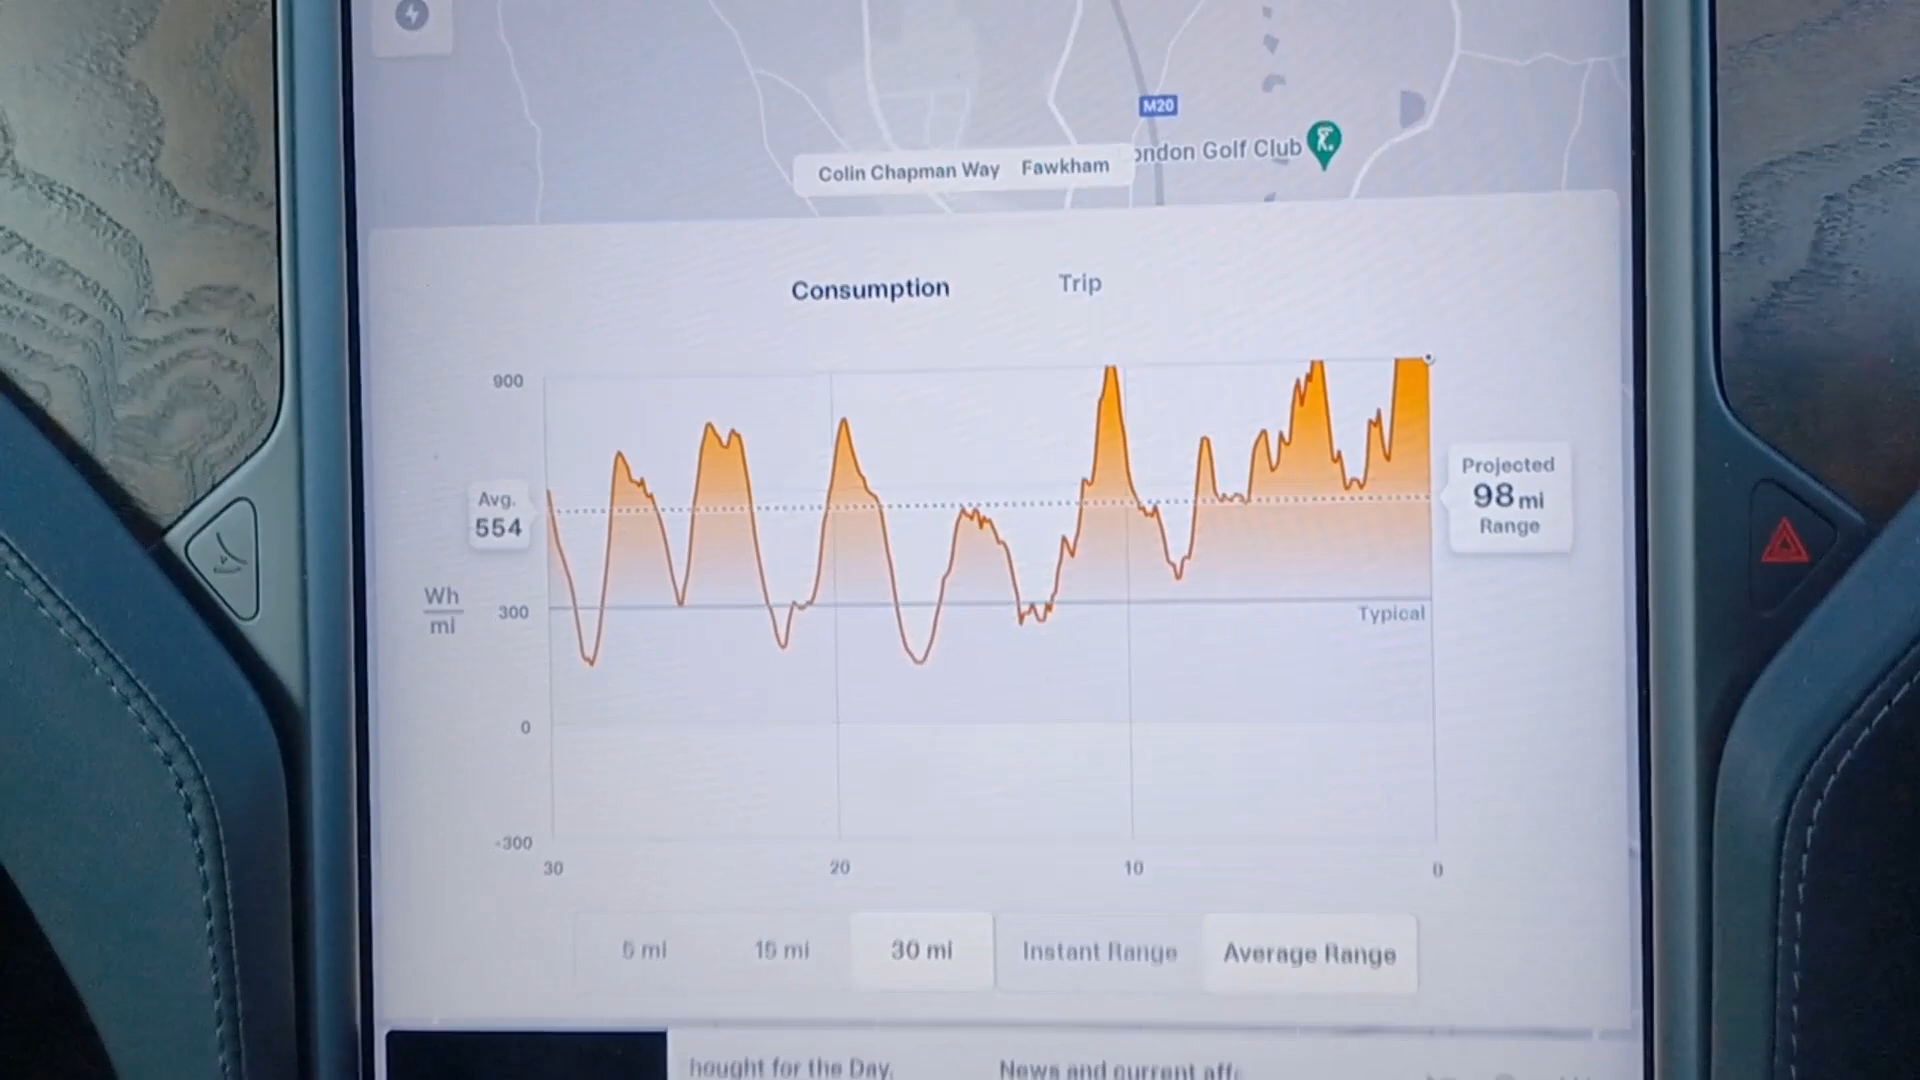 M20
ondon Golf Club
Colin Chapman Way Fawkham
Consumption Trip
900
Avg.
554
Projected
98 mi
Range
Wh
mi
300
Typical
0
-300
30 20 10 0
5 mi 15 mi 30 mi Instant Range Average Range
hought for the Day, News and current aff